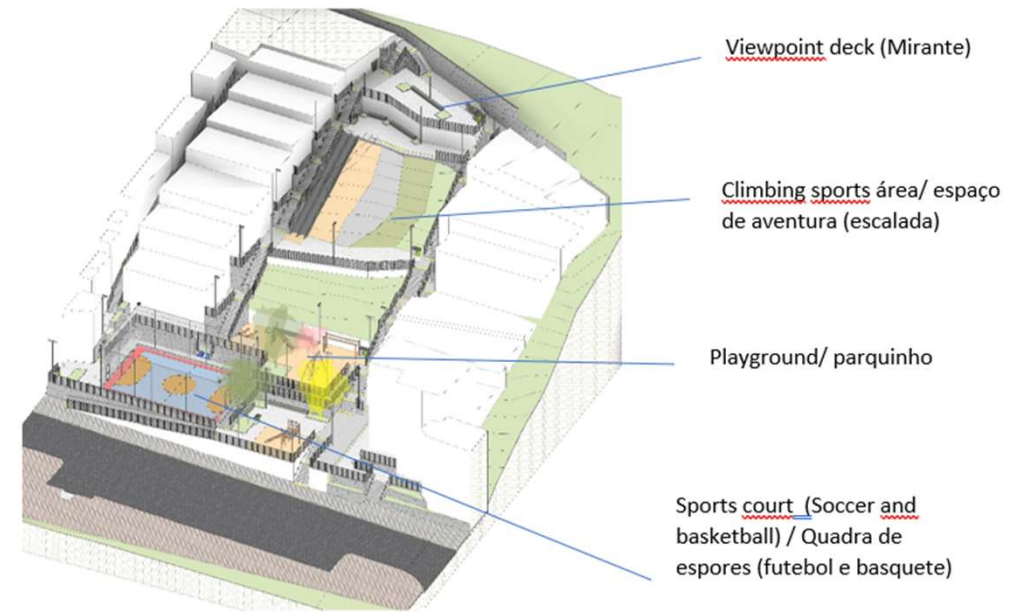 Viewpoint deck (Mirante)
Climbing sports área/ espaço
de aventura (escalada)
Playground/ parquinho
Sports court  (Soccer and
basketball) / Quadra de
espores (futebol e basquete)